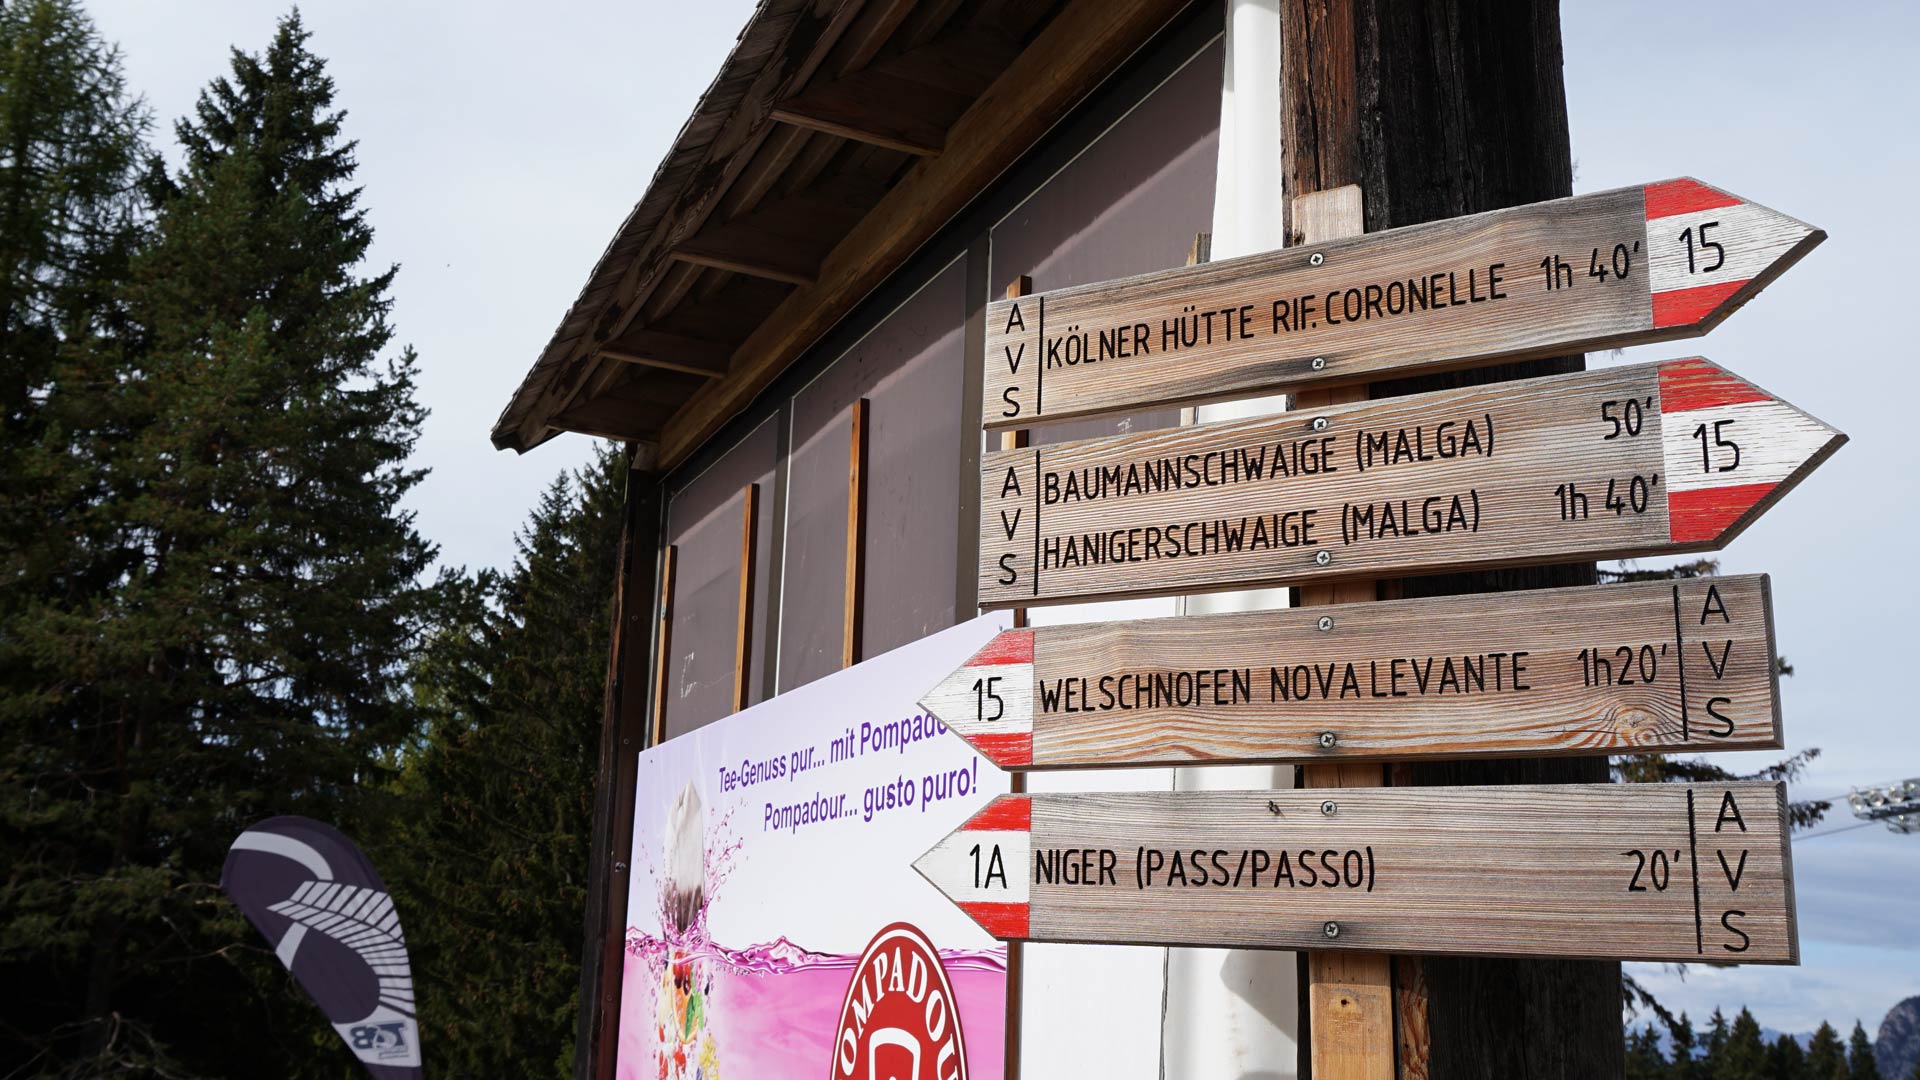 AVS KÖLNER HÜTTE RIF. CORONELLE 1h 40' 15
AVS BAUMANNSCHWAIGE (MALGA) 50' 15
HANIGERSCHWAIGE (MALGA) 1h 40'
15 WELSCHNOFEN NOVA LEVANTE 1h20' AVS
1A NIGER (PASS/PASSO) 20' AVS
Tee-Genuss pur... mit Pompado
Pompadour... gusto puro!
OMPADOU